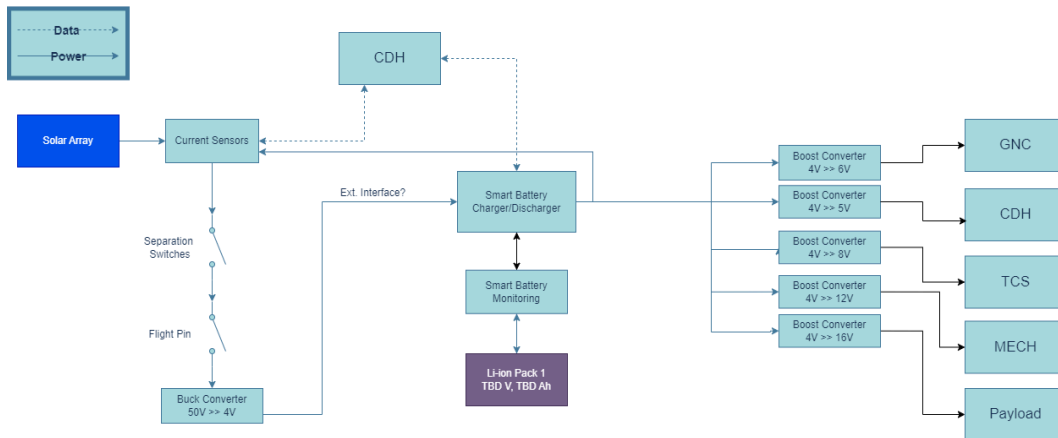 Data
Power
CDH
Solar Array
Current Sensors
Ext. Interface?
Smart Battery
Charger/Discharger
Separation
Switches
Smart Battery
Monitoring
Flight Pin
Li-ion Pack 1
TBD V, TBD Ah
Buck Converter
50V >> 4V
Boost Converter
4V >> 6V
Boost Converter
4V >> 5V
Boost Converter
4V >> 8V
Boost Converter
4V >> 12V
Boost Converter
4V >> 16V
GNC
CDH
TCS
MECH
Payload